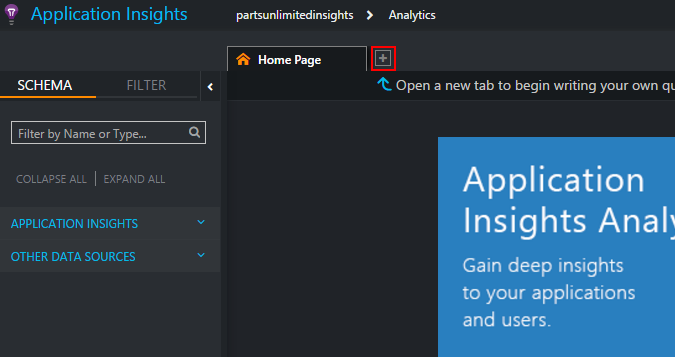 Application Insights
partsunlimitedinsights > Analytics
Home Page
SCHEMA
FILTER
Open a new tab to begin writing your own
Filter by Name or Type...
COLLAPSE ALL | EXPAND ALL
APPLICATION INSIGHTS
OTHER DATA SOURCES
Application
Insights
Gain deep insights
to your applications
and users.